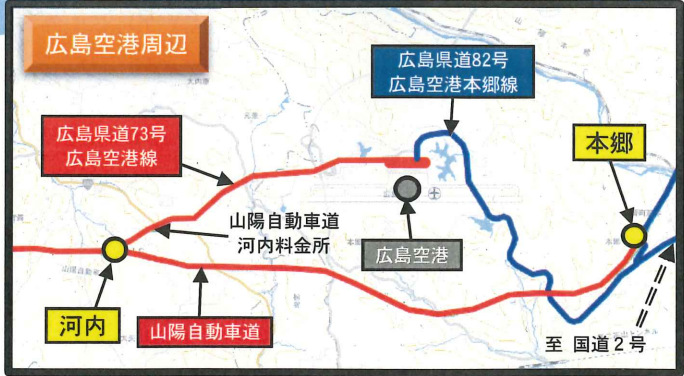 広島空港周辺
広島県道82号
広島空港本郷線
広島県道73号
広島空港線
本郷
山陽自動車道
河内料金所
広島空港
河内
山陽自動車道
至 国道2号